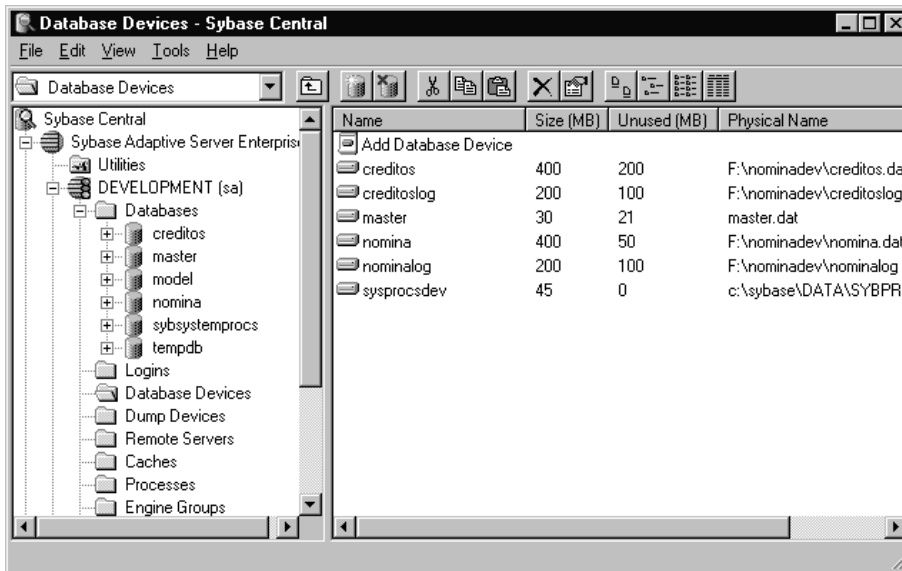 Database Devices - Sybase Central
File Edit View Tools Help
Database Devices
Sybase Central
Sybase Adaptive Server Enterpris
Utilities
DEVELOPMENT (sa)
Databases
creditos
master
model
nomina
sybsystemprocs
tempdb
Logins
Database Devices
Dump Devices
Remote Servers
Caches
Processes
Engine Groups
Name Size (MB) Unused (MB) Physical Name
Add Database Device
creditos 400 200 F:\nominadev\creditos.da
creditoslog 200 100 F:\nominadev\creditoslog
master 30 21 master.dat
nomina 400 50 F:\nominadev\nomina.dat
nominalog 200 100 F:\nominadev\nominalog
sysprocsdev 45 0 c:\sybase\DATA\SYBPR